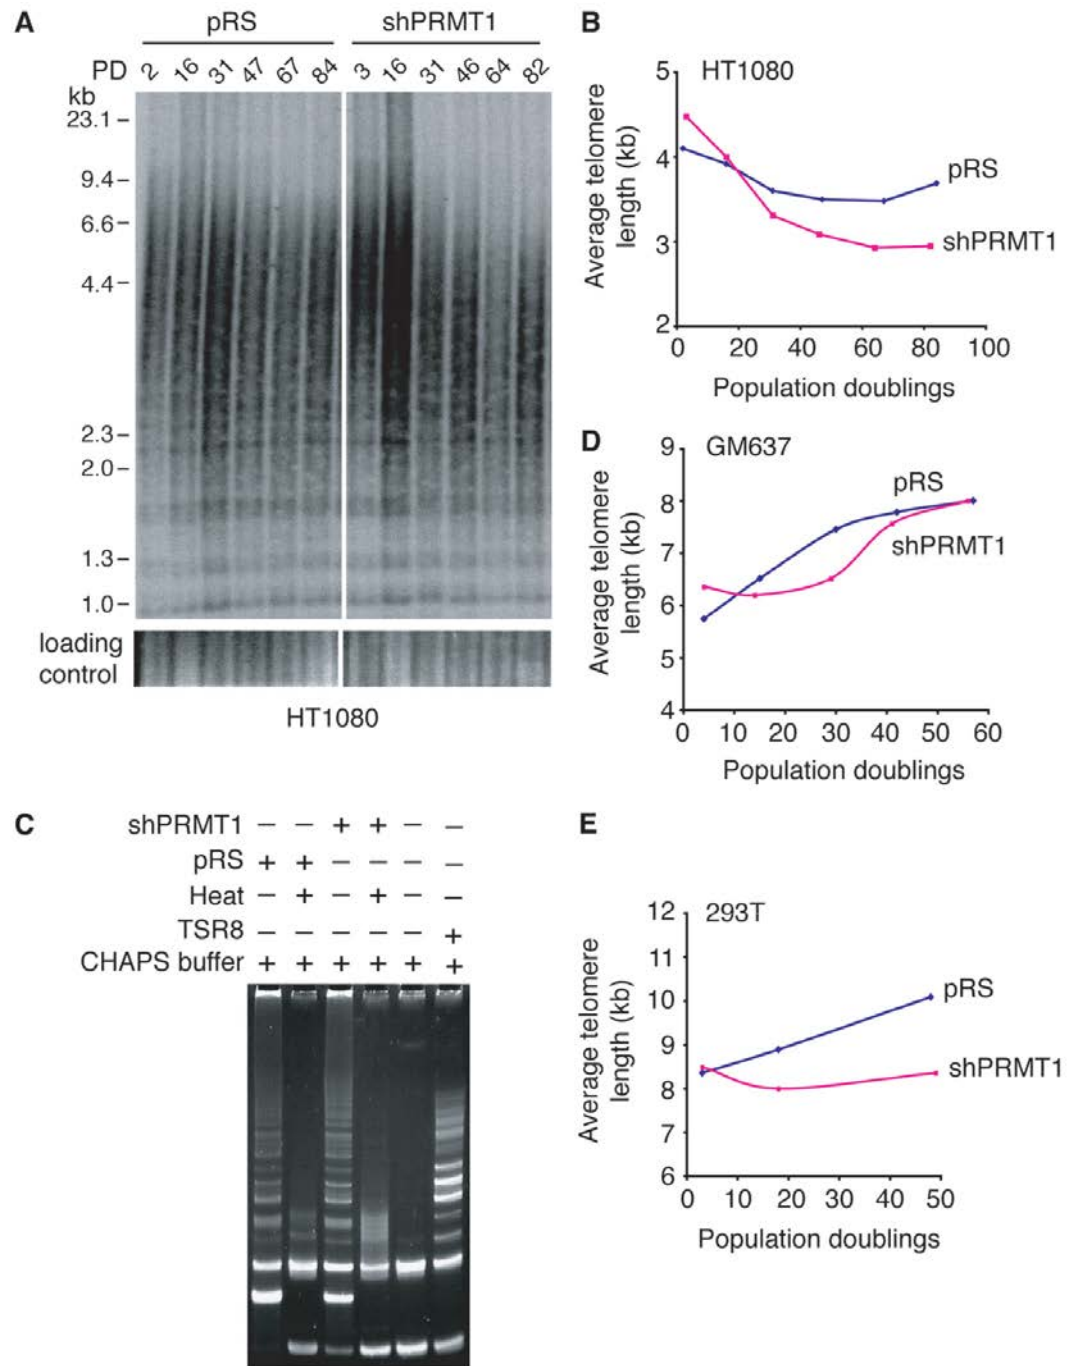 A
pRS shPRMT1
PD 2 16 31 47 67 84 3 16 31 46 64 82
kb
23.1
9.4
6.6
4.4
2.3
2.0
1.3
1.0
loading
control
HT1080
B
HT1080
5
4
3
2
0 20 40 60 80 100
Average telomere
length (kb)
Population doublings
pRS
shPRMT1
C
shPRMT1 – – + + – –
pRS + + – – – –
Heat – + – + – –
TSR8 – – – – – +
CHAPS buffer + + + + + +
D
GM637
9
8
7
6
5
4
0 10 20 30 40 50 60
Average telomere
length (kb)
Population doublings
pRS
shPRMT1
E
293T
12
11
10
9
8
7
6
0 10 20 30 40 50
Average telomere
length (kb)
Population doublings
pRS
shPRMT1